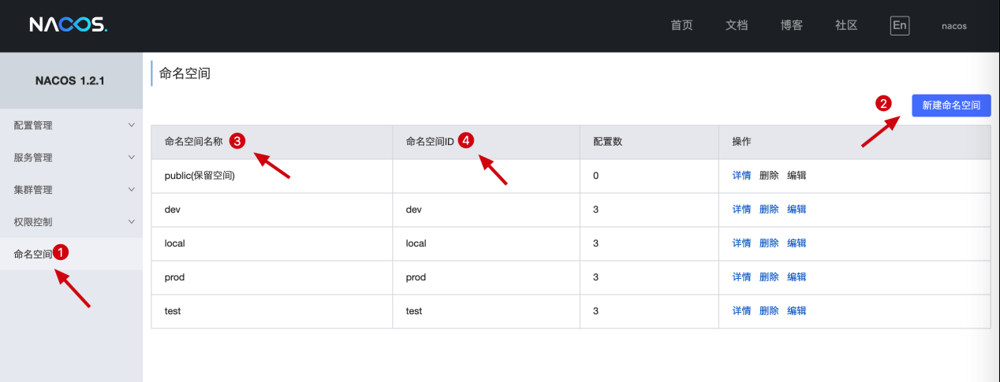 NACOS.
首页 文档 博客 社区 En nacos
NACOS 1.2.1
配置管理
服务管理
集群管理
权限控制
命名空间 1
命名空间
2 新建命名空间
命名空间名称 3 命名空间ID 4 配置数 操作
public(保留空间) 0 详情 删除 编辑
dev dev 3 详情 删除 编辑
local local 3 详情 删除 编辑
prod prod 3 详情 删除 编辑
test test 3 详情 删除 编辑